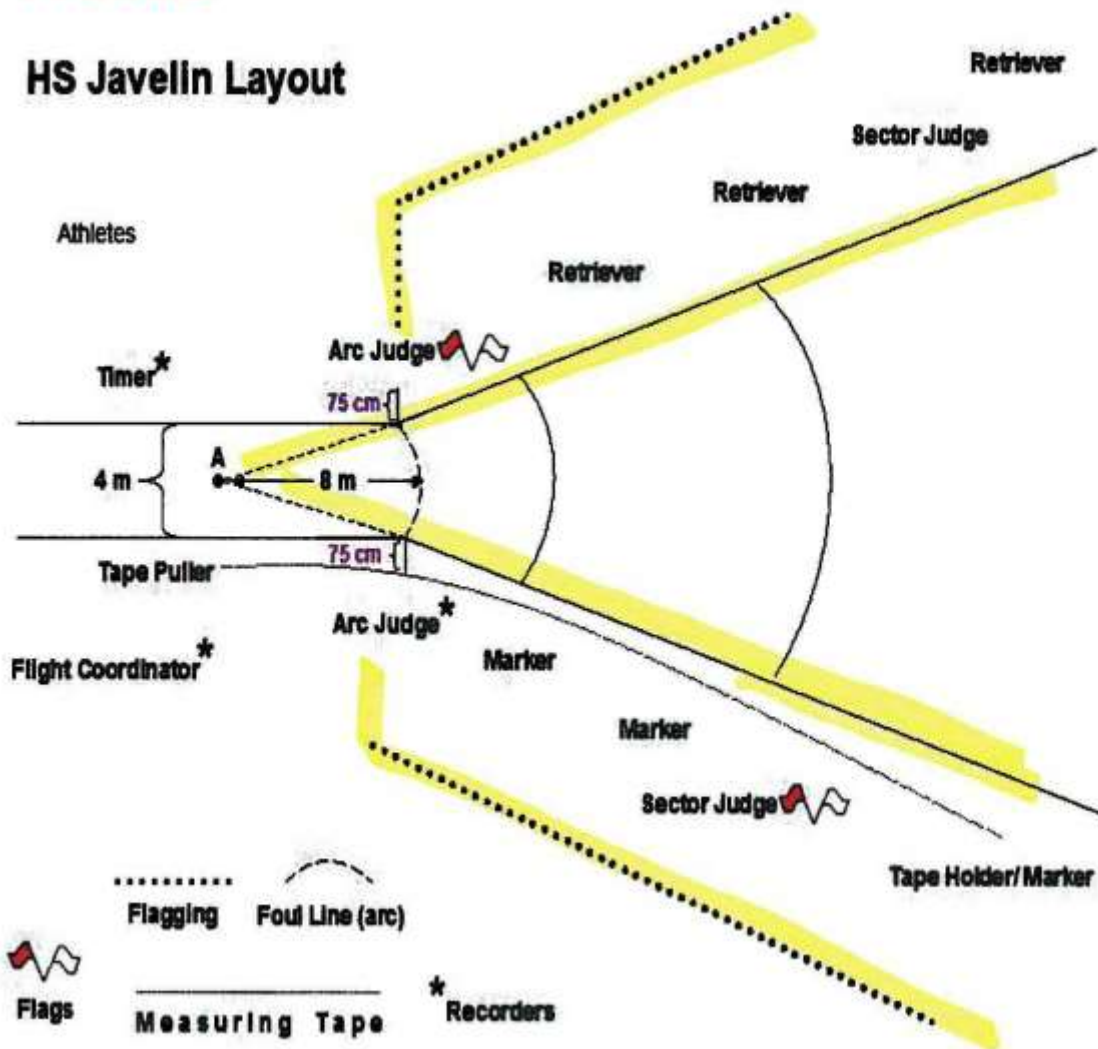 HS Javelin Layout
Retriever
Sector Judge
Retriever
Athletes
Retriever
Arc Judge
Timer*
75 cm
A
4 m
8 m
75 cm
Tape Puller
Arc Judge*
Marker
Flight Coordinator*
Marker
Sector Judge
Tape Holder/Marker
Flagging
Foul Line (arc)
Flags
Measuring Tape
*Recorders